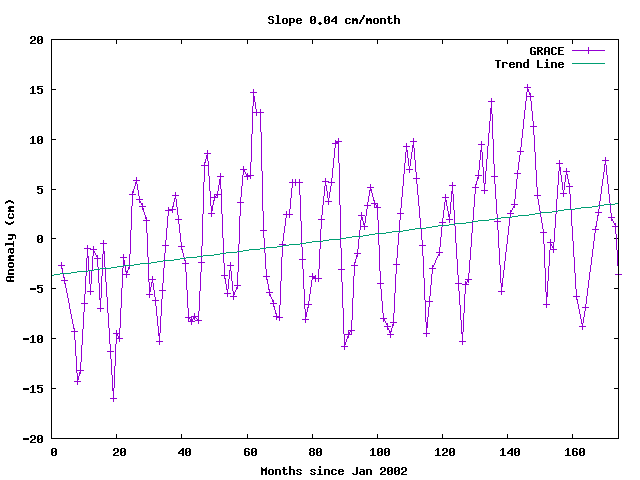 Slope 0.04 cm/month
GRACE
Trend Line
Anomaly (cm)
20
15
10
5
0
-5
-10
-15
-20
0 20 40 60 80 100 120 140 160
Months since Jan 2002